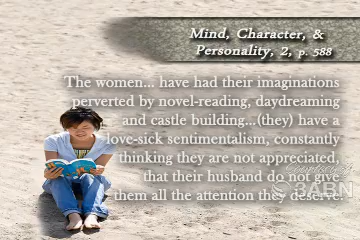 Mind, Character, &
Personality, 2, p. 588
The women... have had their imaginations
perverted by novel-reading, daydreaming
and castle building...(they) have a
love-sick sentimentalism, constantly
thinking they are not appreciated,
that their husband do not give
them all the attention they deserve.
3ABN